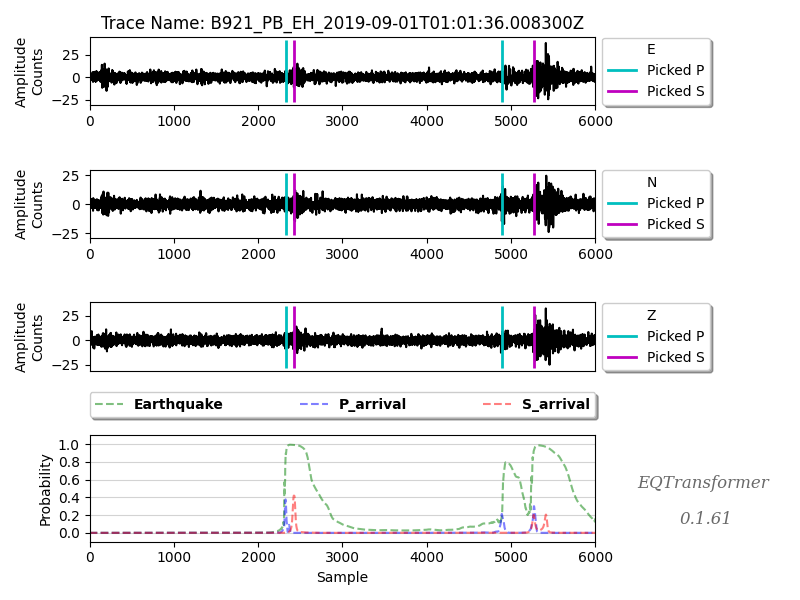 Trace Name: B921_PB_EH_2019-09-01T01:01:36.008300Z
Amplitude
Counts
25
0
−25
0 1000 2000 3000 4000 5000 6000
E
Picked P
Picked S
Amplitude
Counts
25
0
−25
0 1000 2000 3000 4000 5000 6000
N
Picked P
Picked S
Amplitude
Counts
25
0
−25
0 1000 2000 3000 4000 5000 6000
Z
Picked P
Picked S
Earthquake P_arrival S_arrival
Probability
1.0
0.8
0.6
0.4
0.2
0.0
0 1000 2000 3000 4000 5000 6000
Sample
EQTransformer
0.1.61